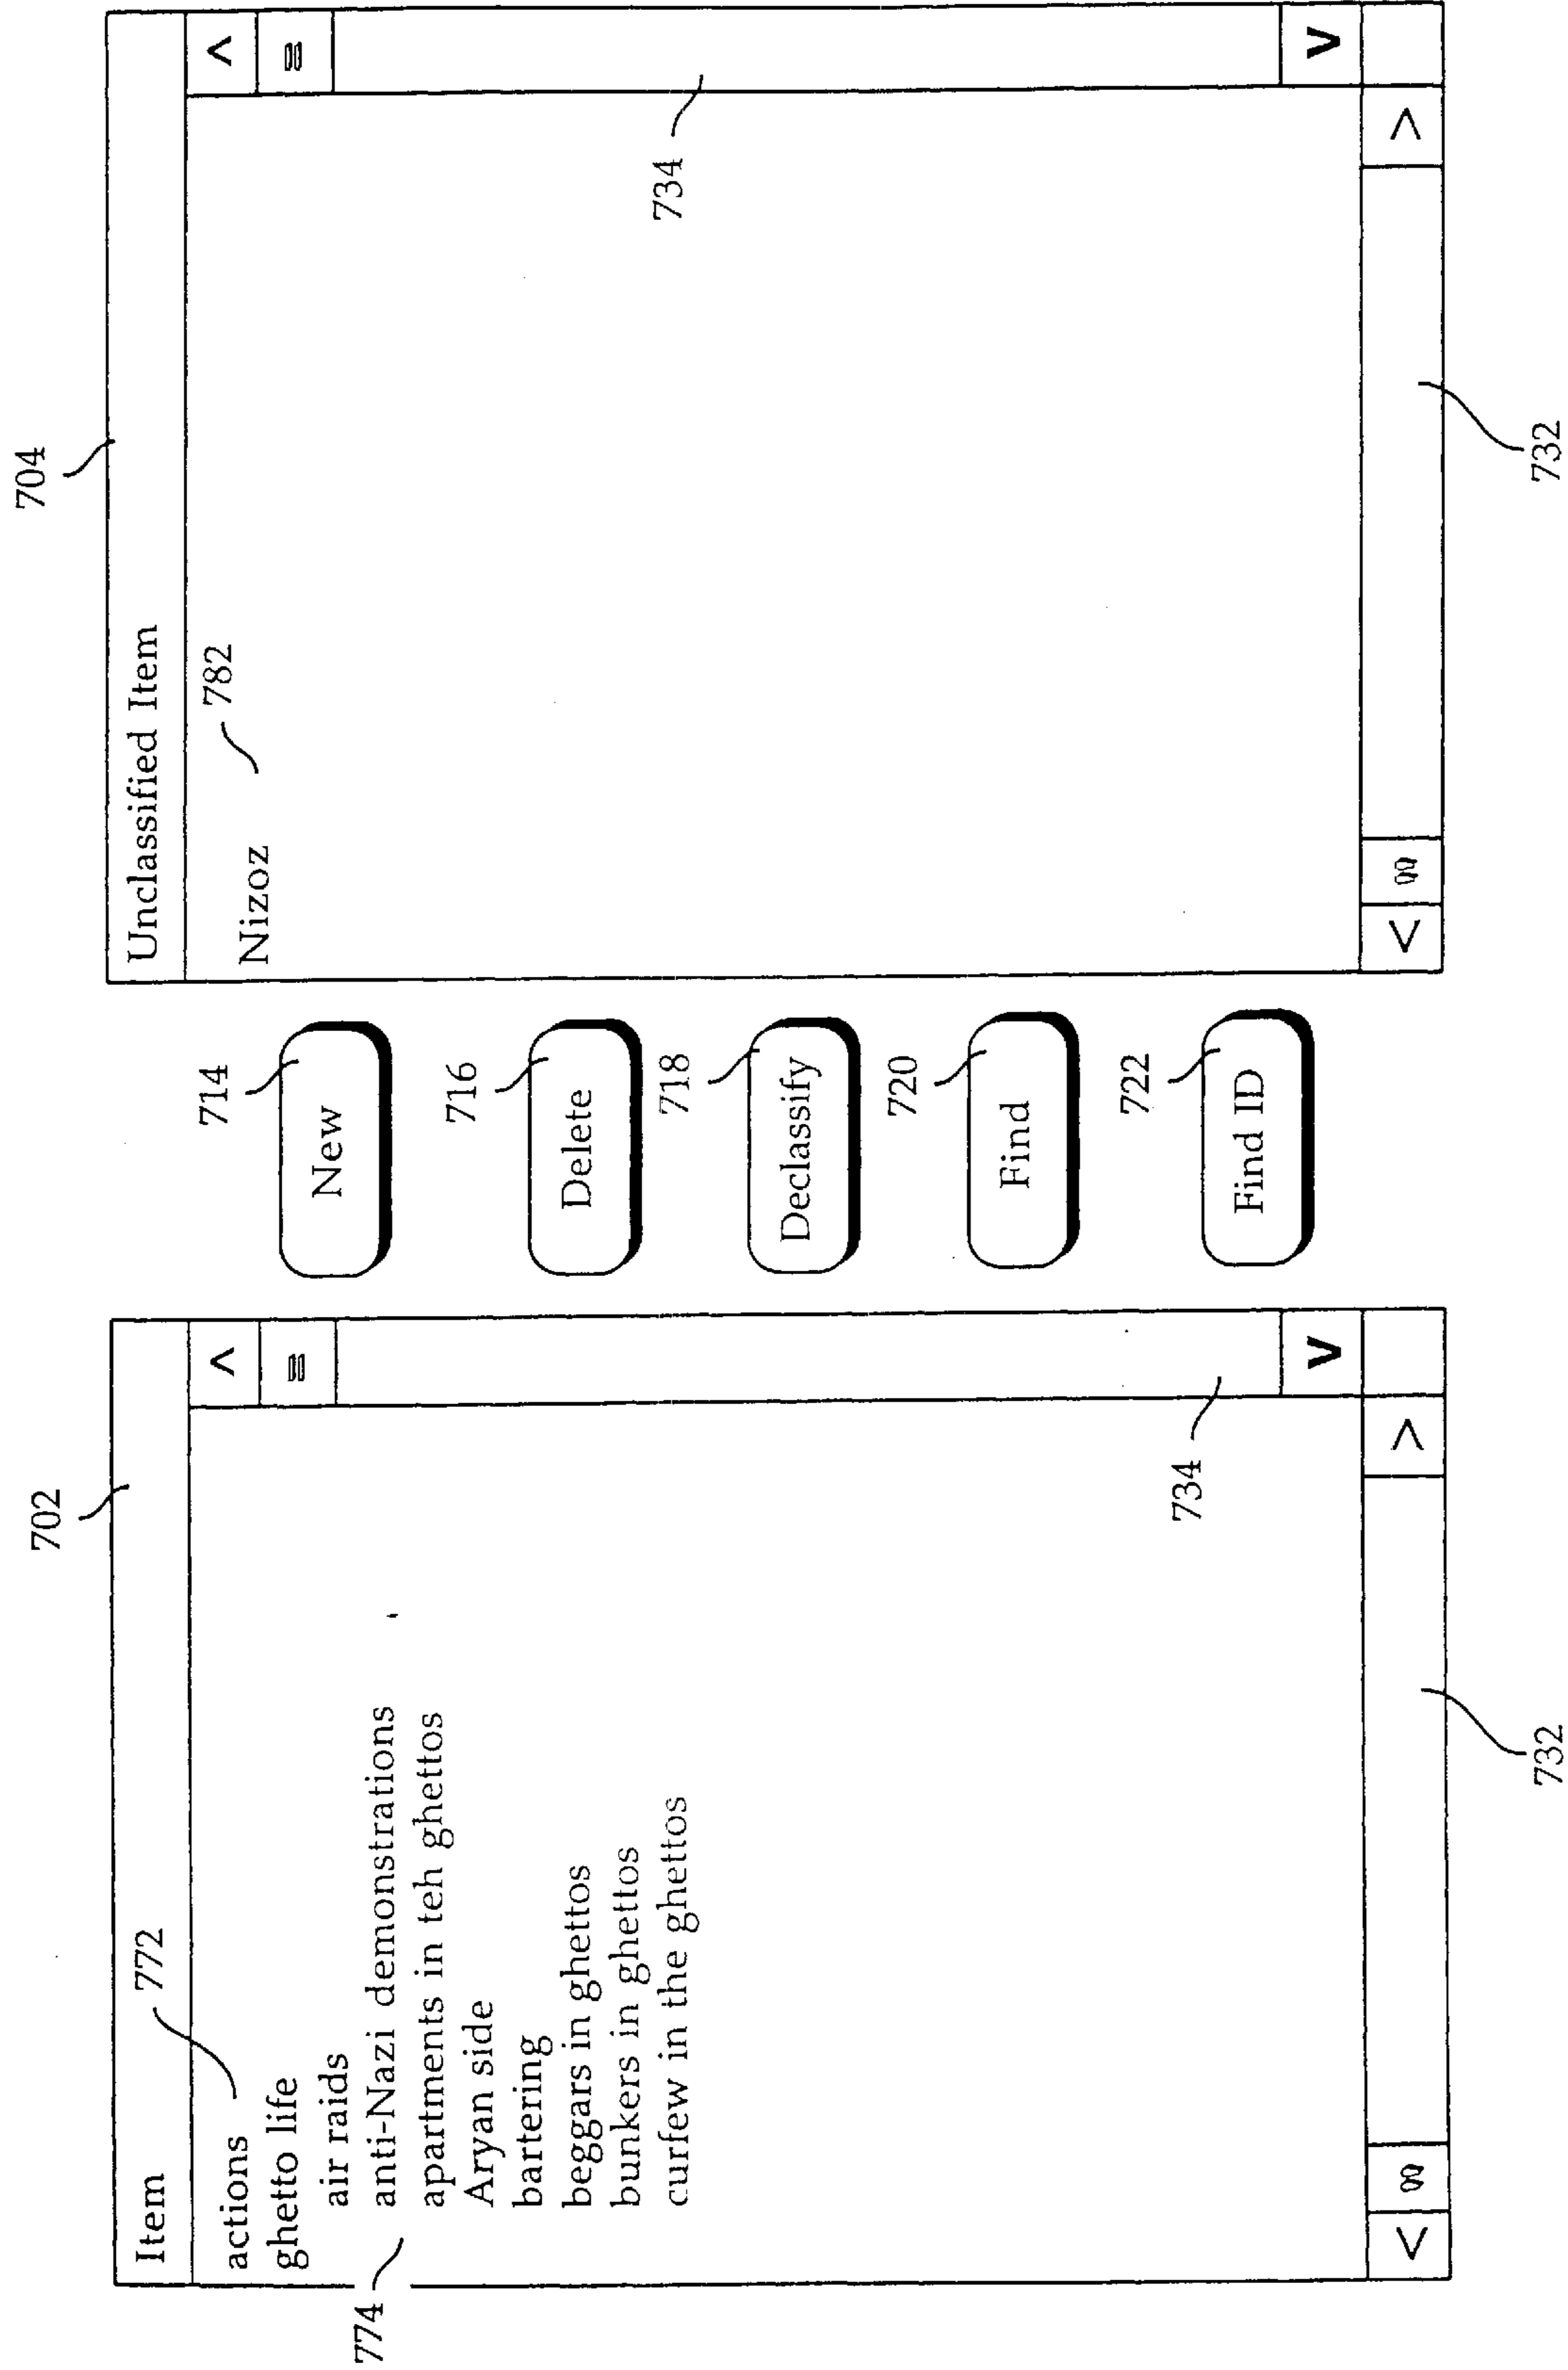 702
Item
772
actions
ghetto life
air raids
anti-Nazi demonstrations
774
apartments in teh ghettos
Aryan side
bartering
beggars in ghettos
bunkers in ghettos
curfew in the ghettos
734
732
714
New
716
Delete
718
Declassify
720
Find
722
Find ID
704
Unclassified Item
782
Nizoz
734
732